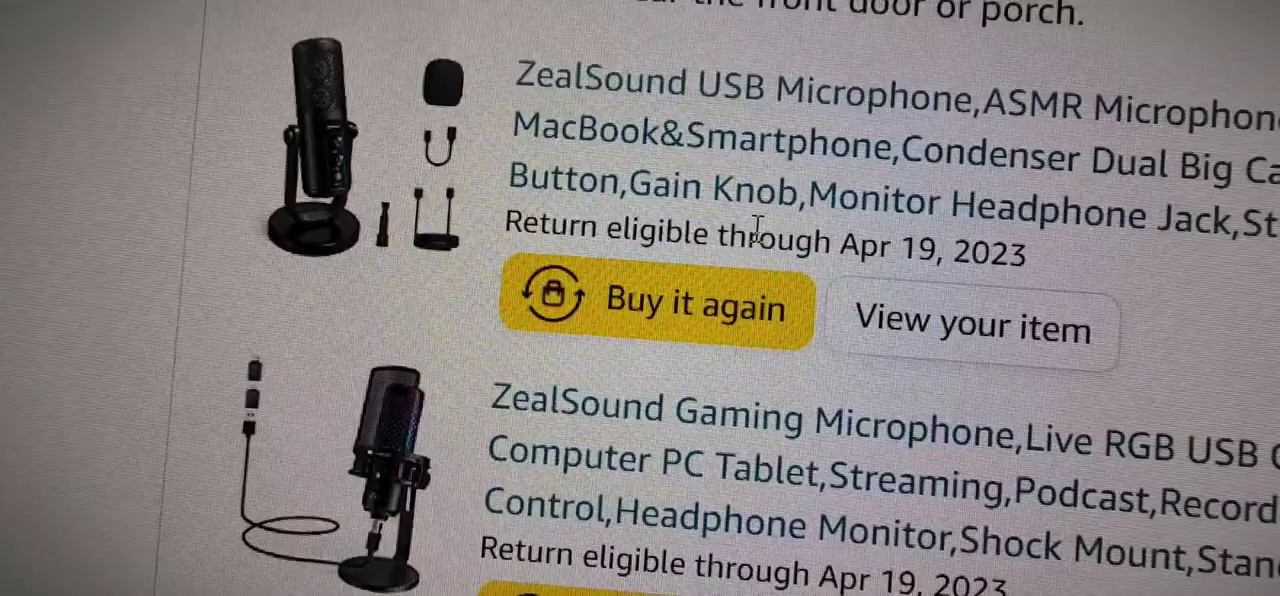 the front door or porch.
ZealSound USB Microphone,ASMR Microphon
MacBook&Smartphone,Condenser Dual Big Ca
Button,Gain Knob,Monitor Headphone Jack,St
Return eligible through Apr 19, 2023
Buy it again
View your item
ZealSound Gaming Microphone,Live RGB USB
Computer PC Tablet,Streaming,Podcast,Record
Control,Headphone Monitor,Shock Mount,Stan
Return eligible through Apr 19, 2023